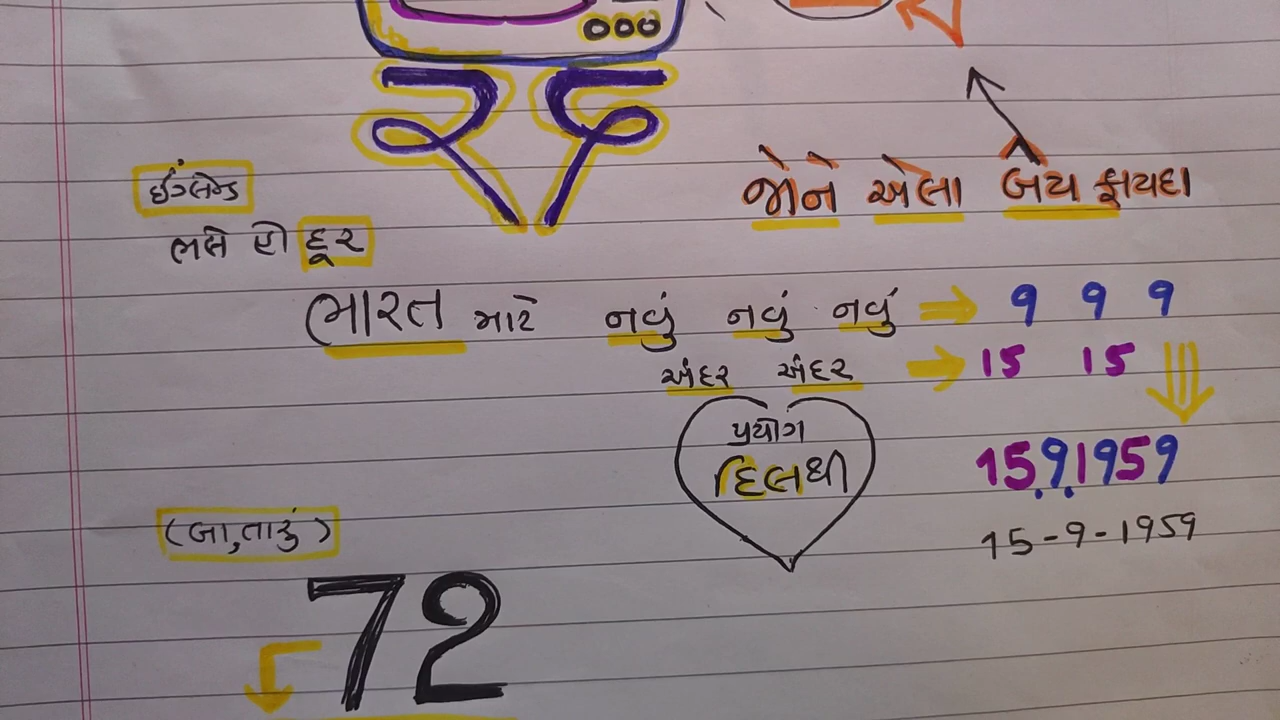 ઈંગ્લેન્ડ
ભલે હો દૂર
જોને એલા બેય ફાયદા
ભારત માટે નવું નવું નવું 9 9 9
અંદર અંદર 15 15
પ્રયોગ
દિલથી
15.9.1959
15-9-1959
(બા,તારું)
72